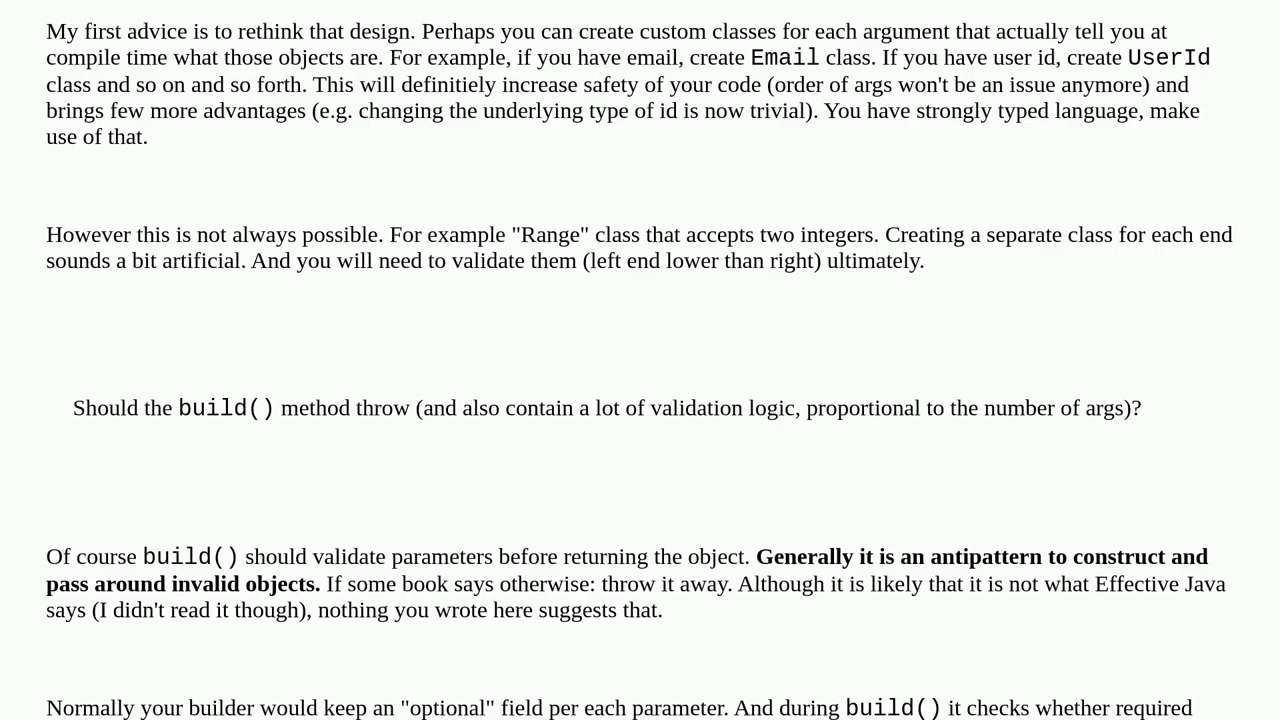 My first advice is to rethink that design. Perhaps you can create custom classes for each argument that actually tell you at
compile time what those objects are. For example, if you have email, create Email class. If you have user id, create UserId
class and so on and so forth. This will definitiely increase safety of your code (order of args won't be an issue anymore) and
brings few more advantages (e.g. changing the underlying type of id is now trivial). You have strongly typed language, make
use of that.
However this is not always possible. For example "Range" class that accepts two integers. Creating a separate class for each end
sounds a bit artificial. And you will need to validate them (left end lower than right) ultimately.
Should the build() method throw (and also contain a lot of validation logic, proportional to the number of args)?
Of course build() should validate parameters before returning the object. Generally it is an antipattern to construct and
pass around invalid objects. If some book says otherwise: throw it away. Although it is likely that it is not what Effective Java
says (I didn't read it though), nothing you wrote here suggests that.
Normally your builder would keep an "optional" field per each parameter. And during build() it checks whether required